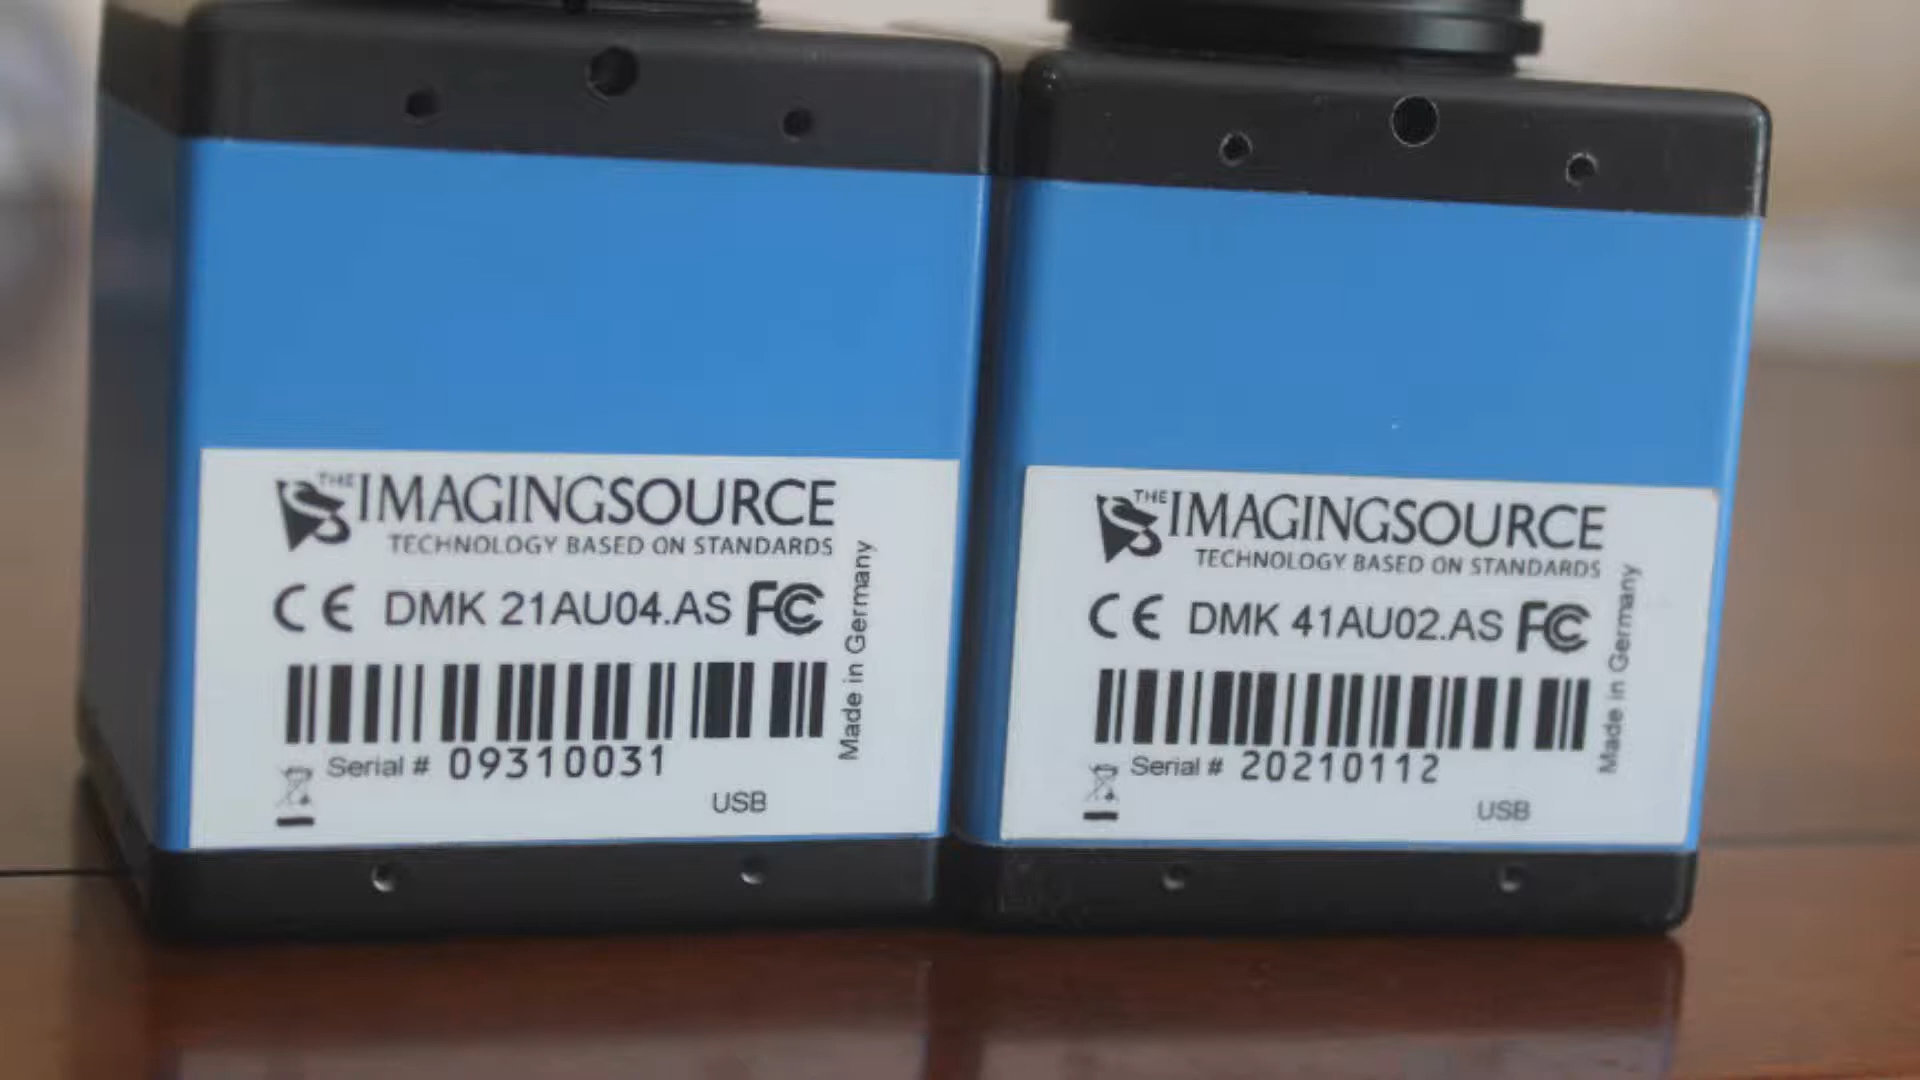 THE IMAGINGSOURCE
TECHNOLOGY BASED ON STANDARDS
CE DMK 21AU04.AS FC
Made in Germany
Serial # 09310031
USB
THE IMAGINGSOURCE
TECHNOLOGY BASED ON STANDARDS
CE DMK 41AU02.AS FC
Made in Germany
Serial # 20210112
USB